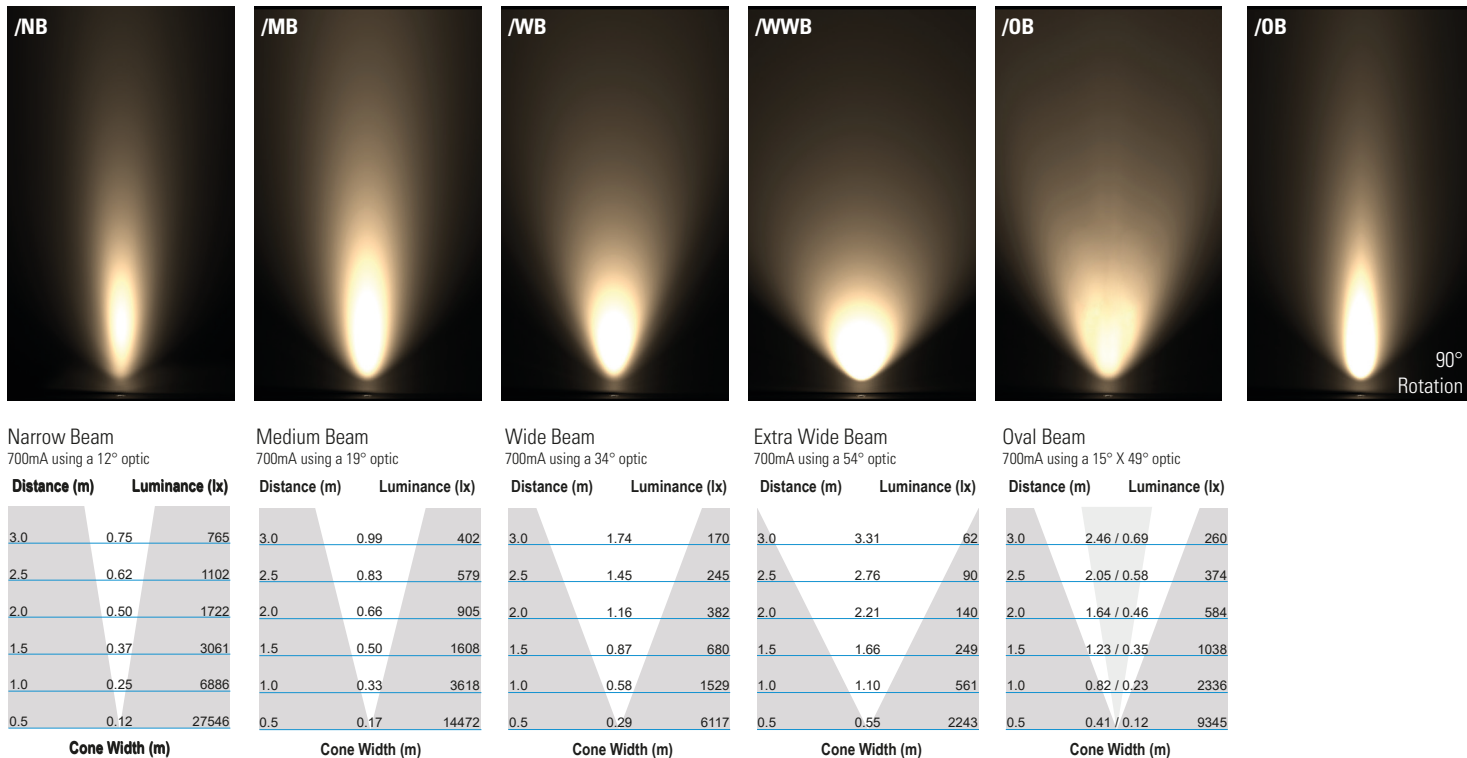 /NB
/MB
/WB
/WWB
/OB
/OB
90°
Rotation
Narrow Beam
700mA using a 12° optic
Distance (m) Luminance (lx)
3.0 0.75 765
2.5 0.62 1102
2.0 0.50 1722
1.5 0.37 3061
1.0 0.25 6886
0.5 0.12 27546
Cone Width (m)
Medium Beam
700mA using a 19° optic
Distance (m) Luminance (lx)
3.0 0.99 402
2.5 0.83 579
2.0 0.66 905
1.5 0.50 1608
1.0 0.33 3618
0.5 0.17 14472
Cone Width (m)
Wide Beam
700mA using a 34° optic
Distance (m) Luminance (lx)
3.0 1.74 170
2.5 1.45 245
2.0 1.16 382
1.5 0.87 680
1.0 0.58 1529
0.5 0.29 6117
Cone Width (m)
Extra Wide Beam
700mA using a 54° optic
Distance (m) Luminance (lx)
3.0 3.31 62
2.5 2.76 90
2.0 2.21 140
1.5 1.66 249
1.0 1.10 561
0.5 0.55 2243
Cone Width (m)
Oval Beam
700mA using a 15° X 49° optic
Distance (m) Luminance (lx)
3.0 2.46 / 0.69 260
2.5 2.05 / 0.58 374
2.0 1.64 / 0.46 584
1.5 1.23 / 0.35 1038
1.0 0.82 / 0.23 2336
0.5 0.41 / 0.12 9345
Cone Width (m)